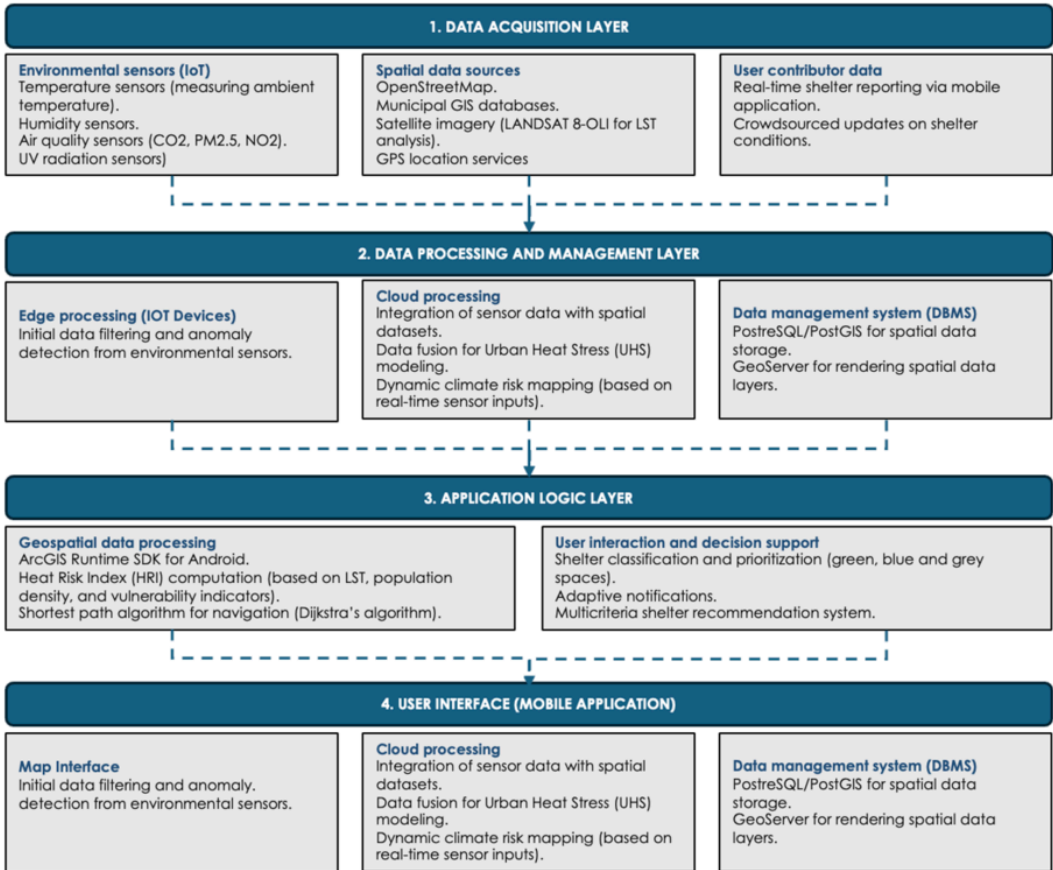 1. DATA ACQUISITION LAYER
Environmental sensors (IoT)
Temperature sensors (measuring ambient
temperature).
Humidity sensors.
Air quality sensors (CO2, PM2.5, NO2).
UV radiation sensors)
Spatial data sources
OpenStreetMap.
Municipal GIS databases.
Satellite imagery (LANDSAT 8-OLI for LST
analysis).
GPS location services
User contributor data
Real-time shelter reporting via mobile
application.
Crowdsourced updates on shelter
conditions.
2. DATA PROCESSING AND MANAGEMENT LAYER
Edge processing (IOT Devices)
Initial data filtering and anomaly
detection from environmental sensors.
Cloud processing
Integration of sensor data with spatial
datasets.
Data fusion for Urban Heat Stress (UHS)
modeling.
Dynamic climate risk mapping (based on
real-time sensor inputs).
Data management system (DBMS)
PostreSQL/PostGIS for spatial data
storage.
GeoServer for rendering spatial data
layers.
3. APPLICATION LOGIC LAYER
Geospatial data processing
ArcGIS Runtime SDK for Android.
Heat Risk Index (HRI) computation (based on LST, population
density, and vulnerability indicators).
Shortest path algorithm for navigation (Dijkstra's algorithm).
User interaction and decision support
Shelter classification and prioritization (green, blue and grey
spaces).
Adaptive notifications.
Multicriteria shelter recommendation system.
4. USER INTERFACE (MOBILE APPLICATION)
Map Interface
Initial data filtering and anomaly.
detection from environmental sensors.
Cloud processing
Integration of sensor data with spatial
datasets.
Data fusion for Urban Heat Stress (UHS)
modeling.
Dynamic climate risk mapping (based on
real-time sensor inputs).
Data management system (DBMS)
PostreSQL/PostGIS for spatial data
storage.
GeoServer for rendering spatial data
layers.